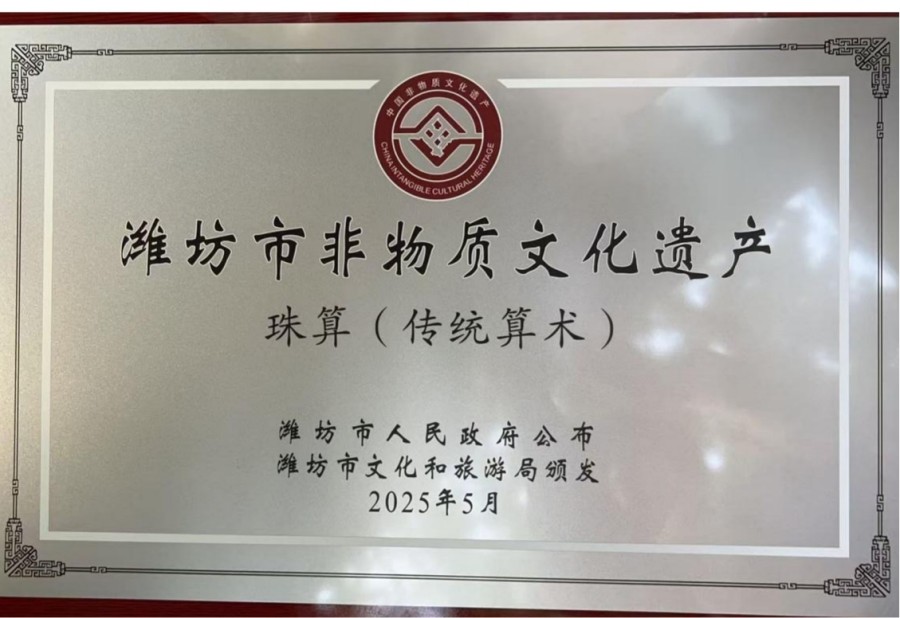 中国非物质文化遗产
CHINA INTANGIBLE CULTURAL HERITAGE
潍坊市非物质文化遗产
珠算（传统算术）
潍坊市人民政府公布
潍坊市文化和旅游局颁发
2025年5月